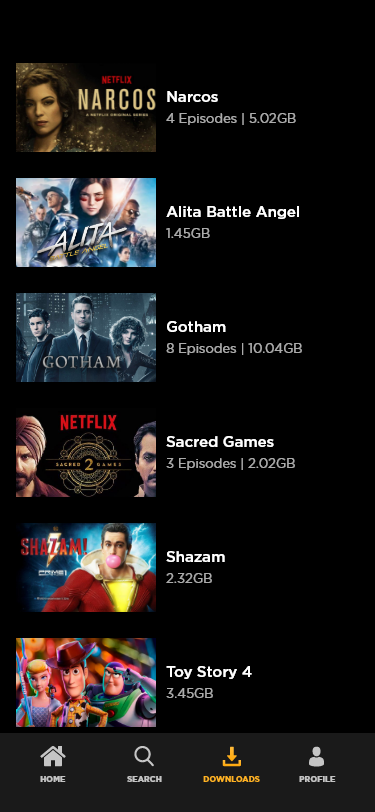 NETFLIX
NARCOS
A NETFLIX ORIGINAL SERIES
Narcos
4 Episodes | 5.02GB
ALITA
BATTLE ANGEL
Alita Battle Angel
1.45GB
GOTHAM
Gotham
8 Episodes | 10.04GB
NETFLIX
SACRED 2 GAMES
Sacred Games
3 Episodes | 2.02GB
SHAZAM!
Shazam
2.32GB
Toy Story 4
3.45GB
HOME
SEARCH
DOWNLOADS
PROFILE